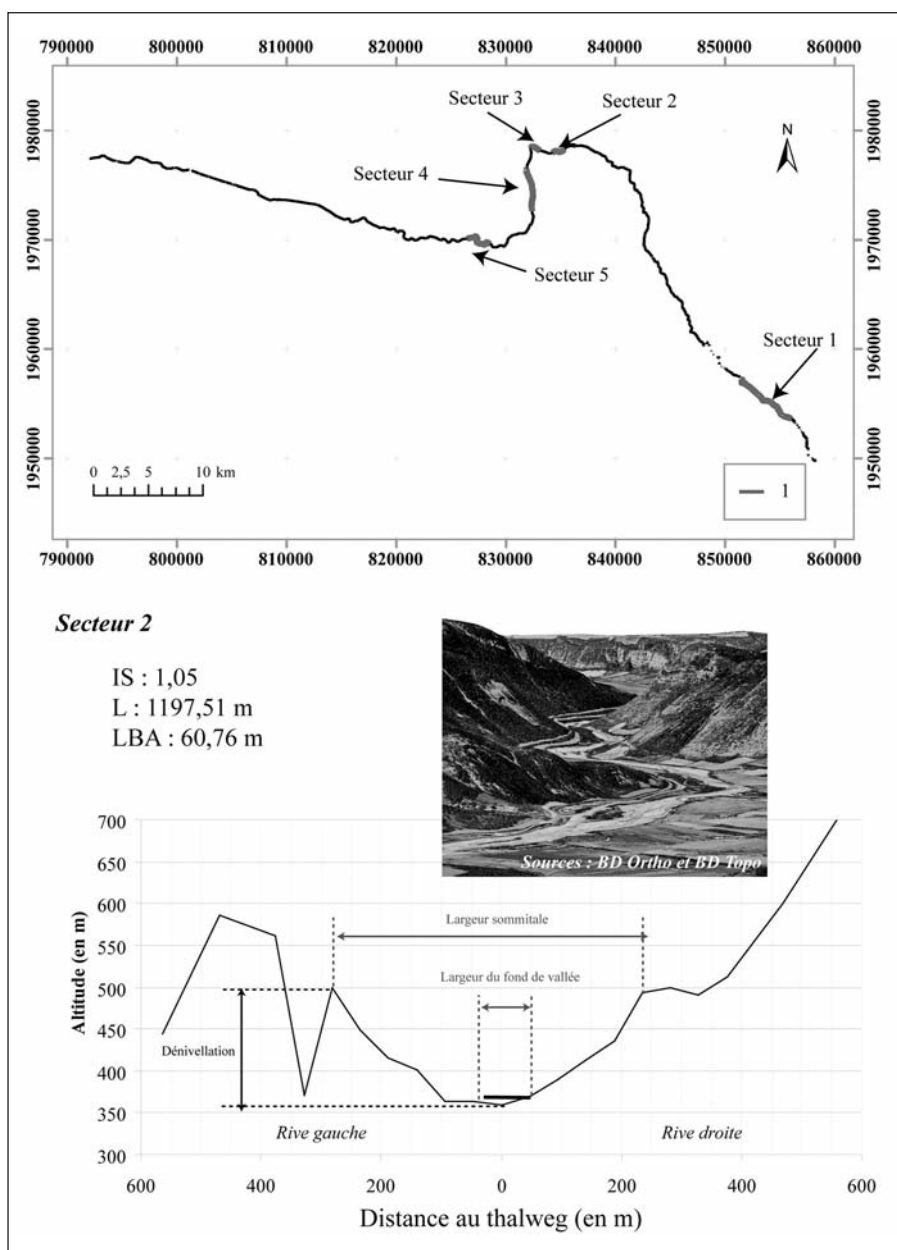 790000 800000 810000 820000 830000 840000 850000 860000
1980000
1970000
1960000
1950000
1980000
1970000
1960000
1950000
Secteur 3
Secteur 2
N
Secteur 4
Secteur 5
Secteur 1
0 2,5 5 10 km
1
790000 800000 810000 820000 830000 840000 850000 860000
Secteur 2
IS : 1,05
L : 1197,51 m
LBA : 60,76 m
Sources : BD Ortho et BD Topo
Altitude (en m)
700
650
600
550
500
450
400
350
300
Largeur sommitale
Largeur du fond de vallée
Dénivellation
Rive gauche
Rive droite
600 400 200 0 200 400 600
Distance au thalweg (en m)